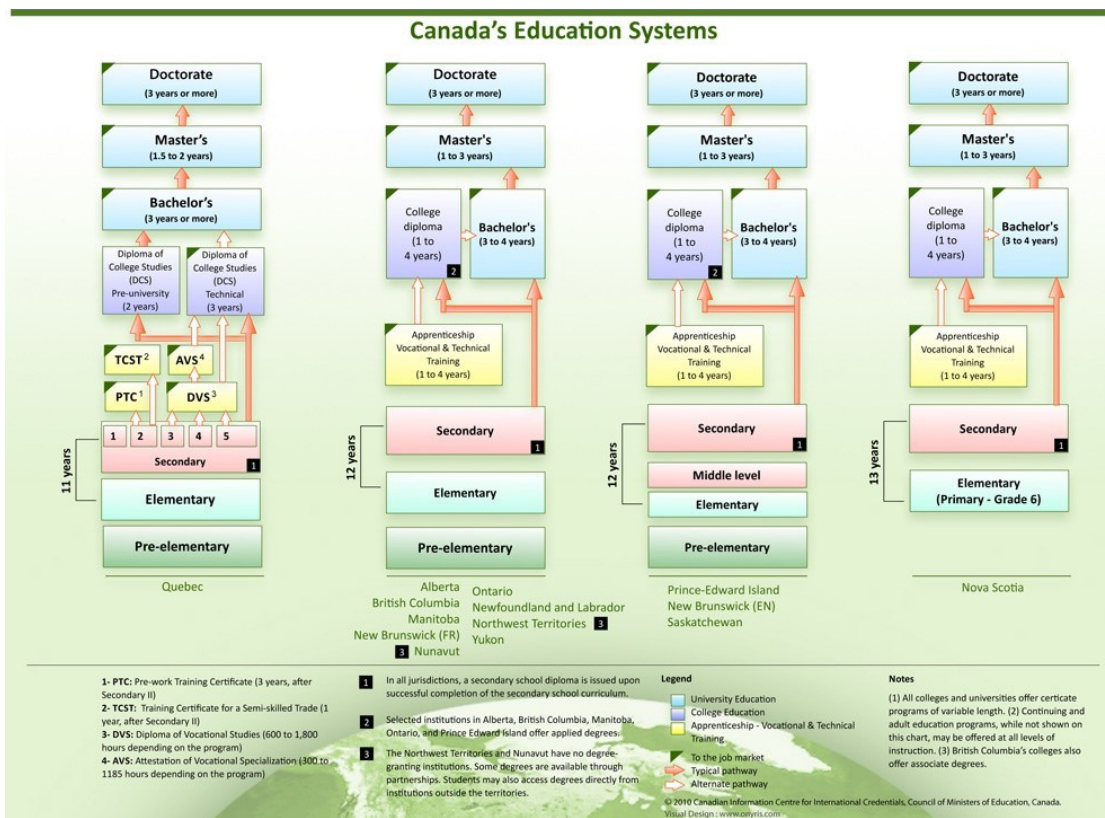 Canada's Education Systems
Doctorate
(3 years or more)
Master's
(1.5 to 2 years)
Bachelor's
(3 years or more)
Diploma of
College Studies
(DCS)
Pre-university
(2 years)
Diploma of
College Studies
(DCS)
Technical
(3 years)
TCST2
AVS4
PTC1
DVS3
1 2 3 4 5
Secondary
1
11 years
Elementary
Pre-elementary
Quebec
Doctorate
(3 years or more)
Master's
(1 to 3 years)
College
diploma
(1 to
4 years)
2
Bachelor's
(3 to 4 years)
Apprenticeship
Vocational & Technical
Training
(1 to 4 years)
Secondary
1
12 years
Elementary
Pre-elementary
Alberta
British Columbia
Manitoba
New Brunswick (FR)
3 Nunavut
Ontario
Newfoundland and Labrador
Northwest Territories 3
Yukon
Doctorate
(3 years or more)
Master's
(1 to 3 years)
College
diploma
(1 to
4 years)
2
Bachelor's
(3 to 4 years)
Apprenticeship
Vocational & Technical
Training
(1 to 4 years)
Secondary
1
12 years
Middle level
Elementary
Pre-elementary
Prince-Edward Island
New Brunswick (EN)
Saskatchewan
Doctorate
(3 years or more)
Master's
(1 to 3 years)
College
diploma
(1 to
4 years)
Bachelor's
(3 to 4 years)
Apprenticeship
Vocational & Technical
Training
(1 to 4 years)
Secondary
1
13 years
Elementary
(Primary - Grade 6)
Nova Scotia
1- PTC: Pre-work Training Certificate (3 years, after
Secondary II)
2- TCST: Training Certificate for a Semi-skilled Trade (1
year, after Secondary II)
3- DVS: Diploma of Vocational Studies (600 to 1,800
hours depending on the program)
4- AVS: Attestation of Vocational Specialization (300 to
1185 hours depending on the program)
1 In all jurisdictions, a secondary school diploma is issued upon
successful completion of the secondary school curriculum.
2 Selected institutions in Alberta, British Columbia, Manitoba,
Ontario, and Prince Edward Island offer applied degrees.
3 The Northwest Territories and Nunavut have no degree-
granting institutions. Some degrees are available through
partnerships. Students may also access degrees directly from
institutions outside the territories.
Legend
University Education
College Education
Apprenticeship - Vocational & Technical
Training
To the job market
Typical pathway
Alternate pathway
Notes
(1) All colleges and universities offer certicate
programs of variable length. (2) Continuing and
adult education programs, while not shown on
this chart, may be offered at all levels of
instruction. (3) British Columbia's colleges also
offer associate degrees.
© 2010 Canadian Information Centre for International Credentials, Council of Ministers of Education, Canada.
Visual Design : www.onyris.com